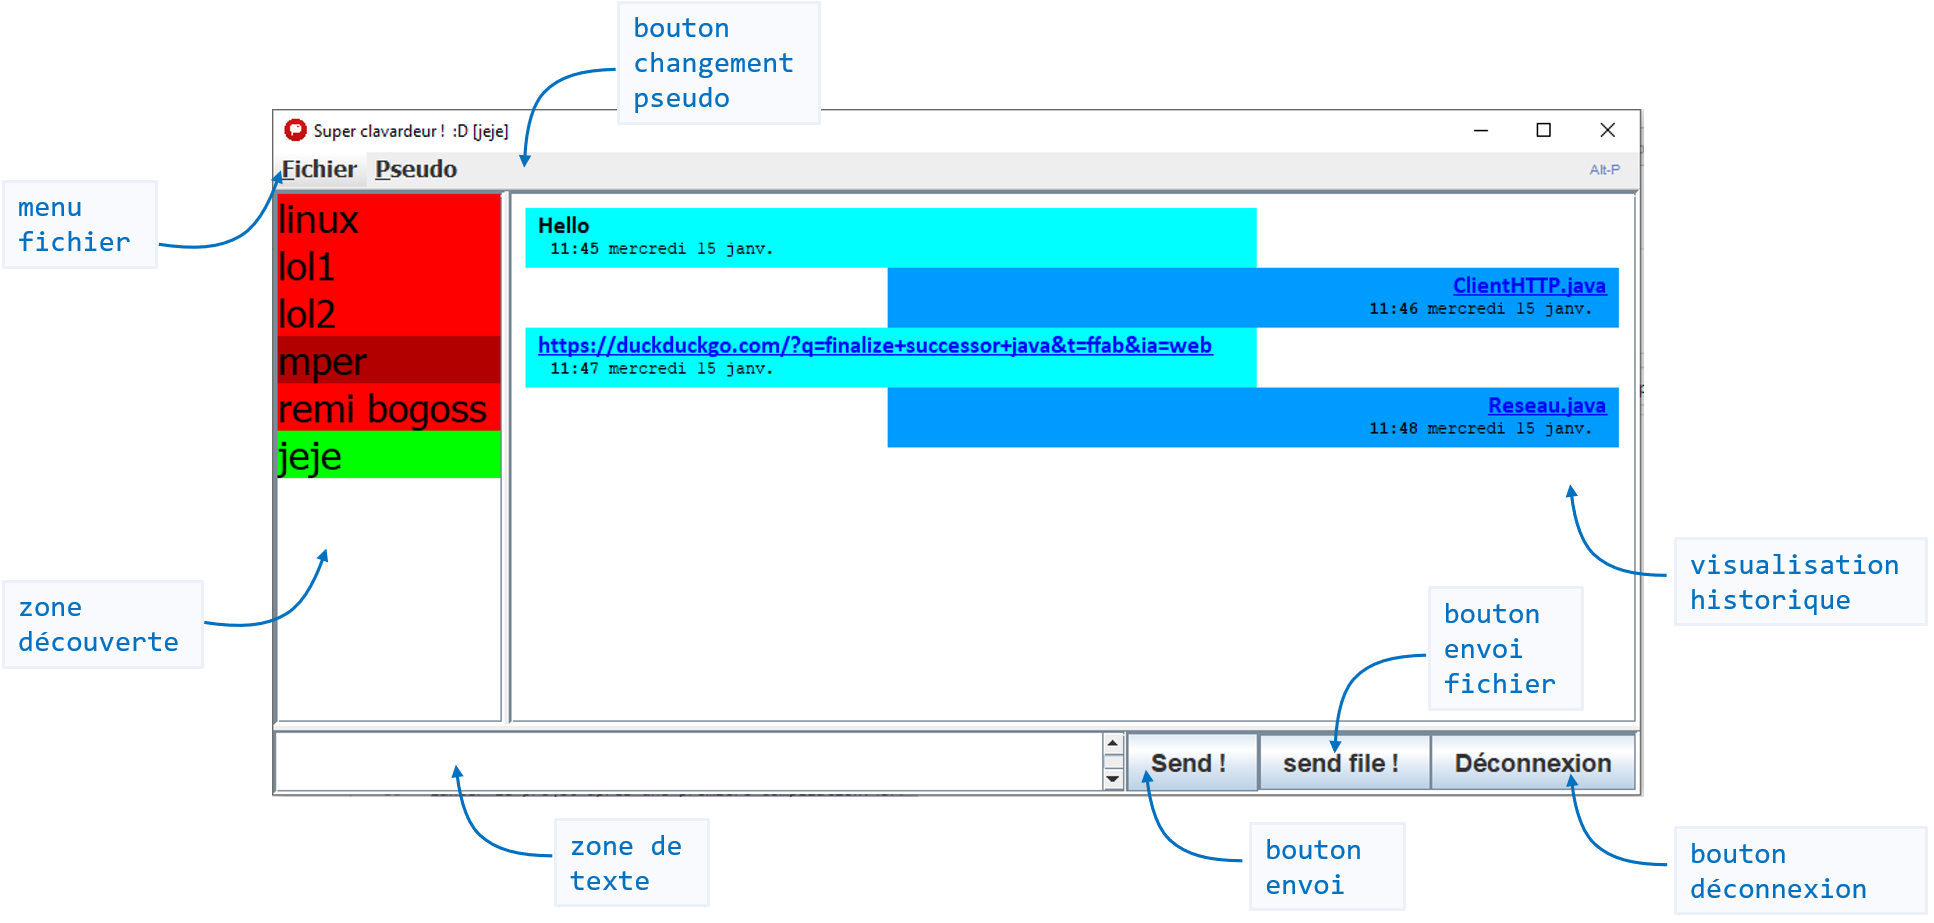 bouton
changement
pseudo
Super clavardeur ! :D [jeje]
Fichier Pseudo
Alt-P
menu
fichier
linux
lol1
lol2
mper
remi bogoss
jeje
Hello
11:45 mercredi 15 janv.
ClientHTTP.java
11:46 mercredi 15 janv.
https://duckduckgo.com/?q=finalize+successor+java&t=ffab&ia=web
11:47 mercredi 15 janv.
Reseau.java
11:48 mercredi 15 janv.
zone
découverte
visualisation
historique
bouton
envoi
fichier
Send !
send file !
Déconnexion
zone de
texte
bouton
envoi
bouton
déconnexion